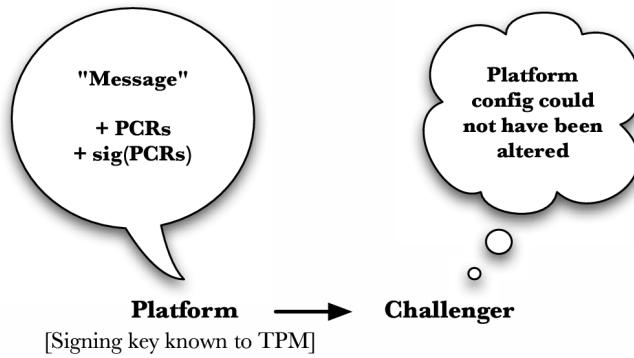 "Message"
+ PCRs
+ sig(PCRs)
Platform
config could
not have been
altered
Platform
Challenger
[Signing key known to TPM]